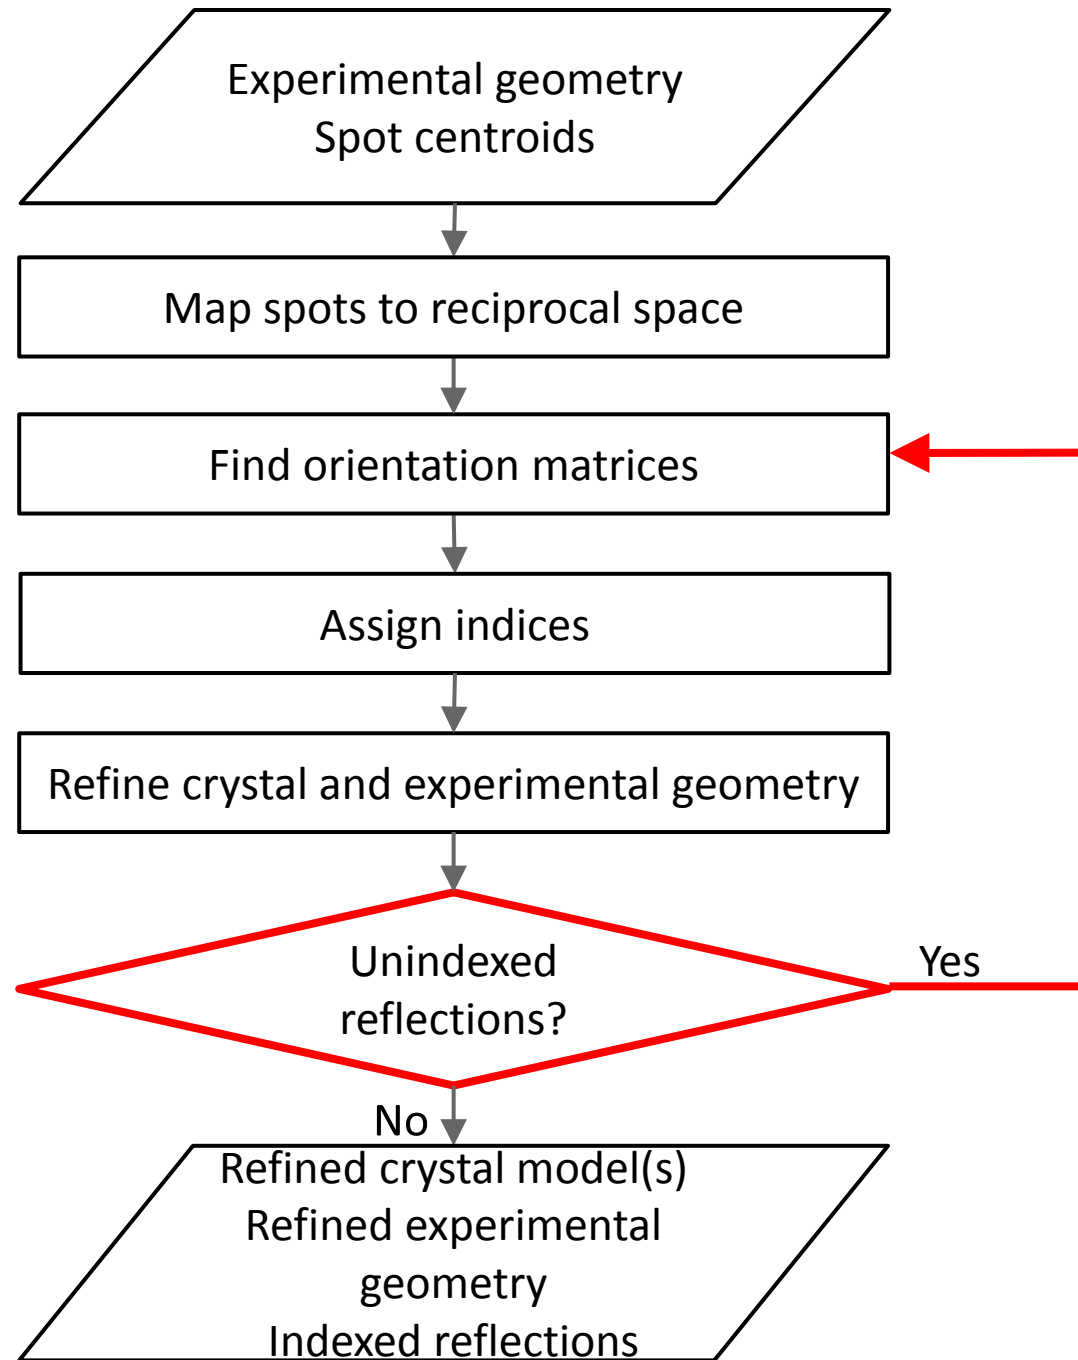 Experimental geometry
Spot centroids
Map spots to reciprocal space
Find orientation matrices
Assign indices
Refine crystal and experimental geometry
Unindexed
reflections?
Yes
No
Refined crystal model(s)
Refined experimental
geometry
Indexed reflections